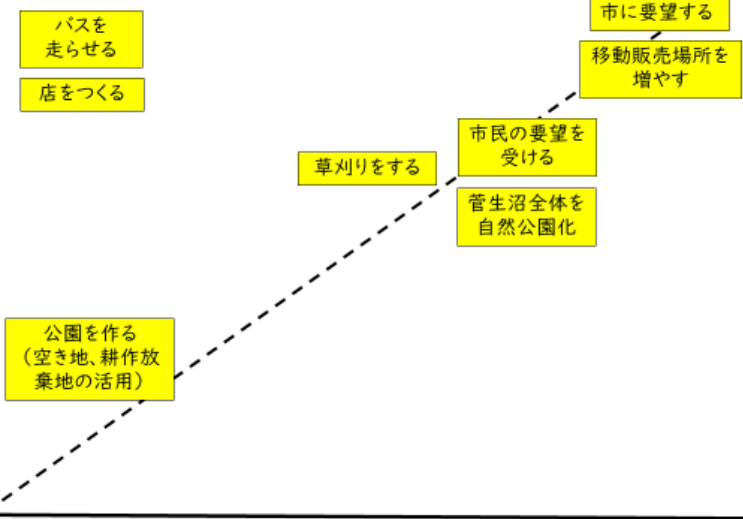 市に要望する
バスを
走らせる
移動販売場所を
増やす
店をつくる
市民の要望を
受ける
草刈りをする
菅生沼全体を
自然公園化
公園を作る
（空き地、耕作放
棄地の活用）